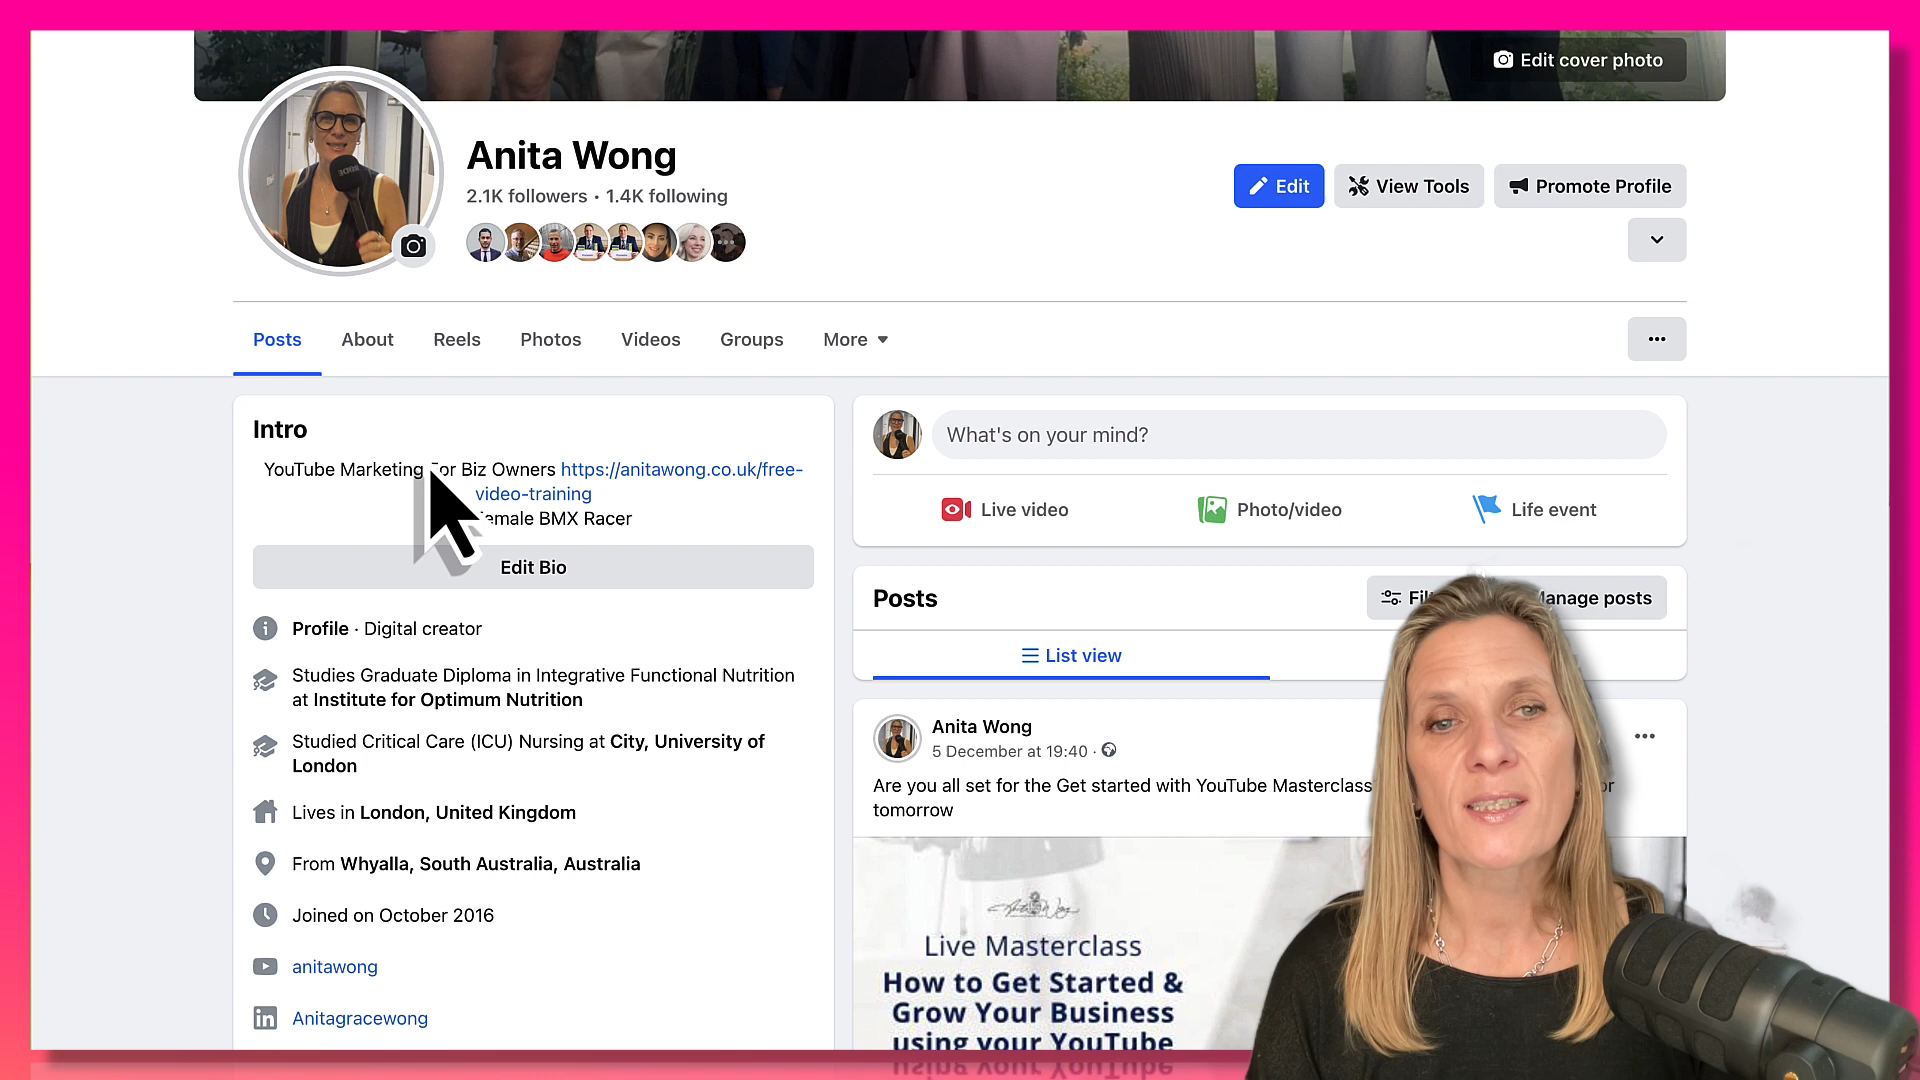 Edit cover photo
Anita Wong
2.1K followers • 1.4K following
Edit
View Tools
Promote Profile
Posts
About
Reels
Photos
Videos
Groups
More
Intro
YouTube Marketing For Biz Owners https://anitawong.co.uk/free-
video-training
Female BMX Racer
Edit Bio
Profile · Digital creator
Studies Graduate Diploma in Integrative Functional Nutrition
at Institute for Optimum Nutrition
Studied Critical Care (ICU) Nursing at City, University of
London
Lives in London, United Kingdom
From Whyalla, South Australia, Australia
Joined on October 2016
anitawong
Anitagracewong
What's on your mind?
Live video
Photo/video
Life event
Posts
Manage posts
List view
Anita Wong
5 December at 19:40 ·
Are you all set for the Get started with YouTube Masterclass
tomorrow
Live Masterclass
How to Get Started &
Grow Your Business
using your YouTube